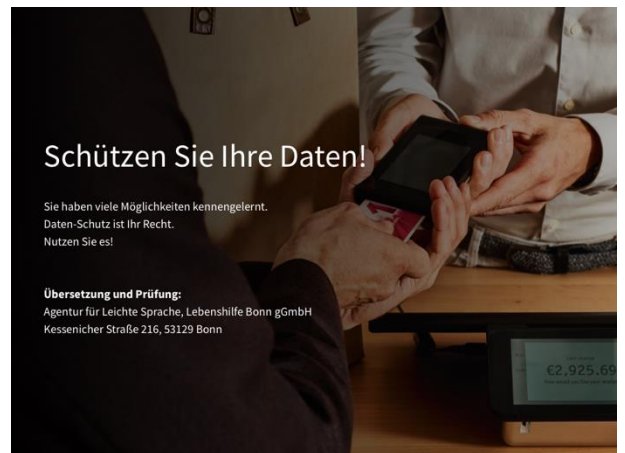 Schützen Sie Ihre Daten!
Sie haben viele Möglichkeiten kennengelernt.
Daten-Schutz ist Ihr Recht.
Nutzen Sie es!
Übersetzung und Prüfung:
Agentur für Leichte Sprache, Lebenshilfe Bonn gGmbH
Kessenicher Straße 216, 53129 Bonn
€2,925.69